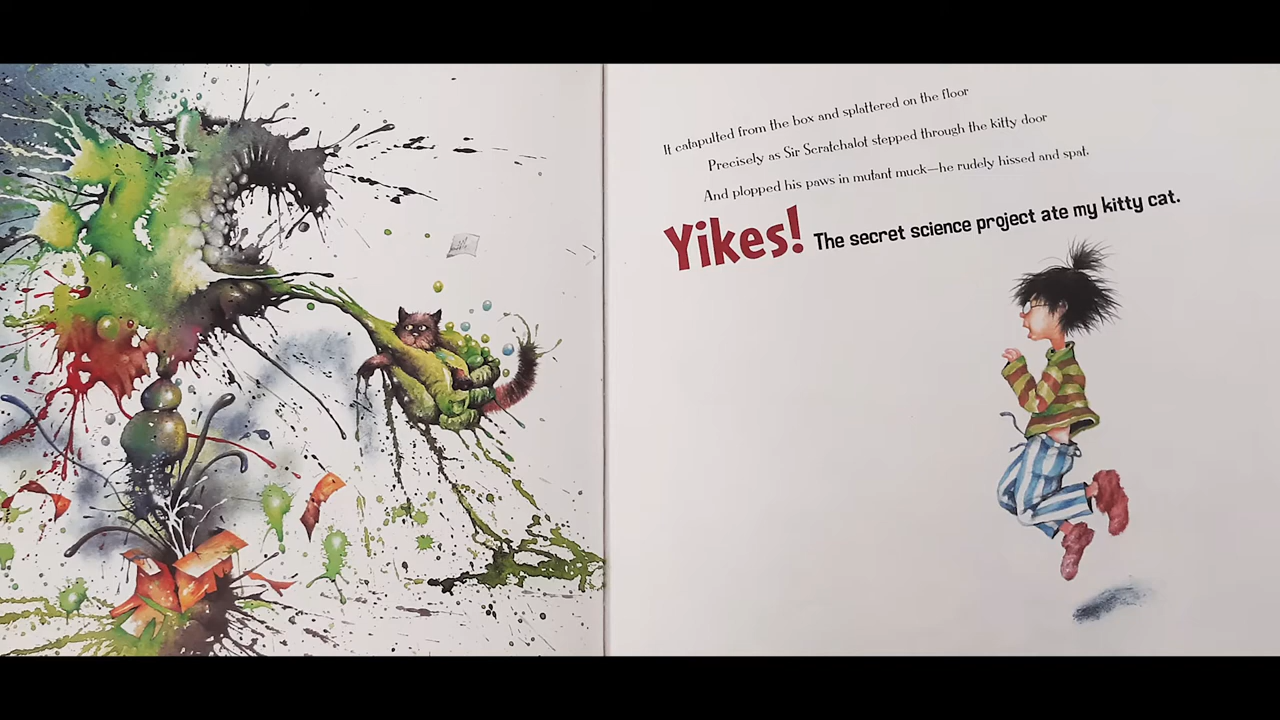 It catapulted from the box and splattered on the floor
Precisely as Sir Scratchalot stepped through the kitty door
And plopped his paws in mutant muck—he rudely hissed and spat.
Yikes! The secret science project ate my kitty cat.